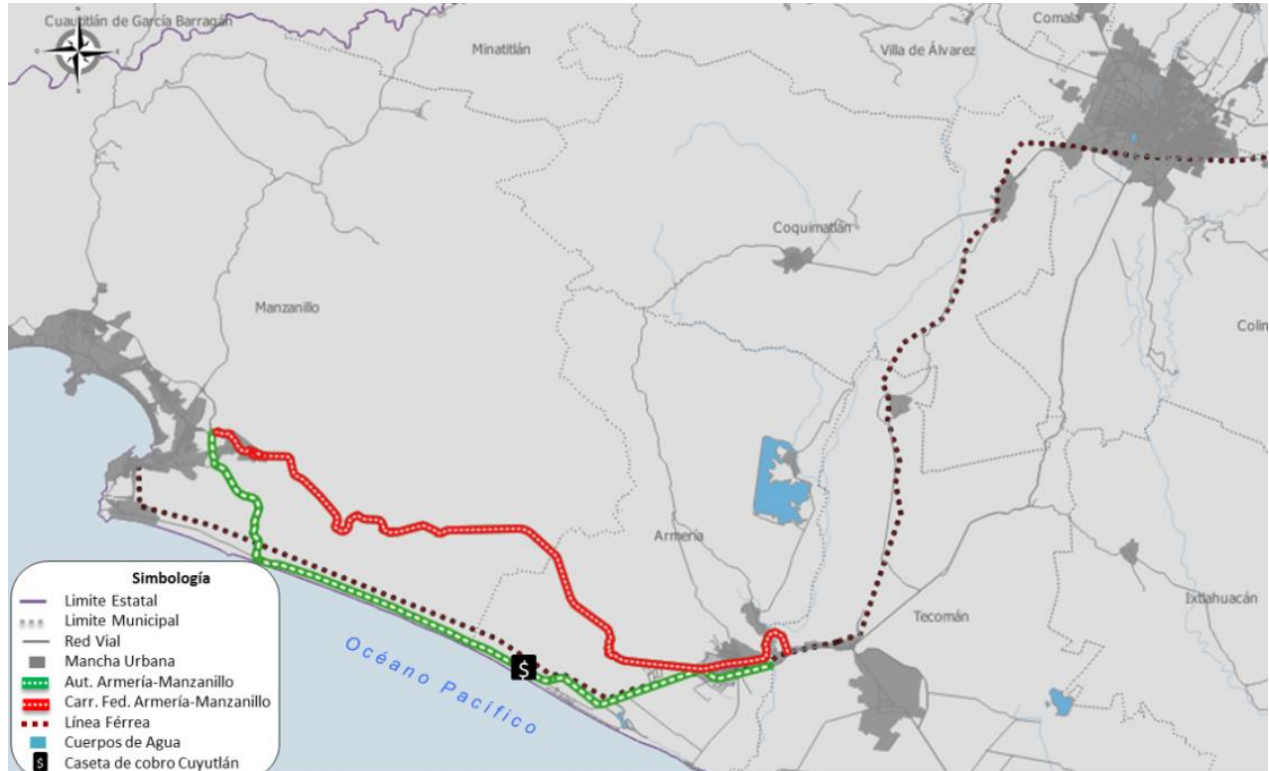 Cuautitlán de García Barragán
Minatitlán
Comala
Villa de Álvarez
Coquimatlán
Manzanillo
Colin
Armería
Tecomán
Ixtlahuacán
Océano Pacífico
$
Simbología
Limite Estatal
Limite Municipal
Red Vial
Mancha Urbana
Aut. Armería-Manzanillo
Carr. Fed. Armería-Manzanillo
Línea Férrea
Cuerpos de Agua
$ Caseta de cobro Cuyutlán